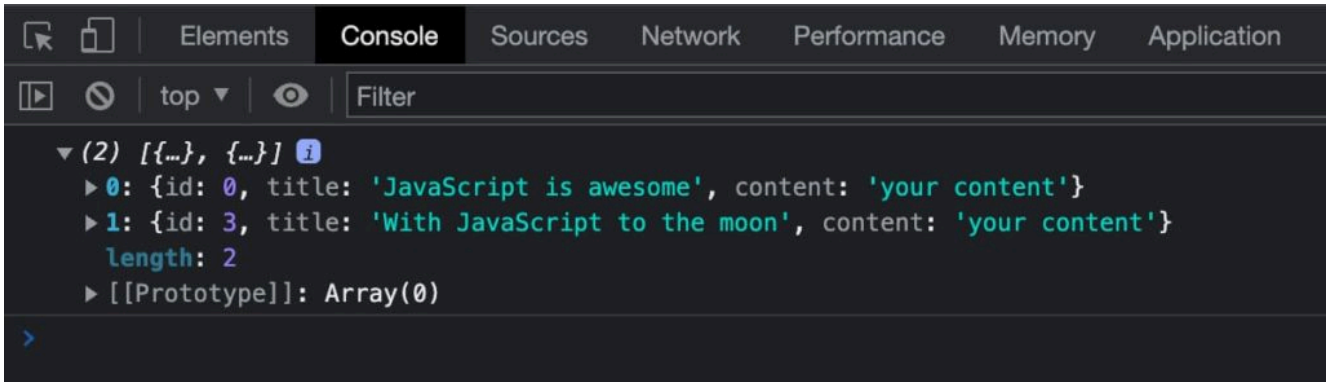 Elements Console Sources Network Performance Memory Application
top ▼ Filter
▼ (2) [{…}, {…}] i
▶ 0: {id: 0, title: 'JavaScript is awesome', content: 'your content'}
▶ 1: {id: 3, title: 'With JavaScript to the moon', content: 'your content'}
length: 2
▶ [[Prototype]]: Array(0)
>